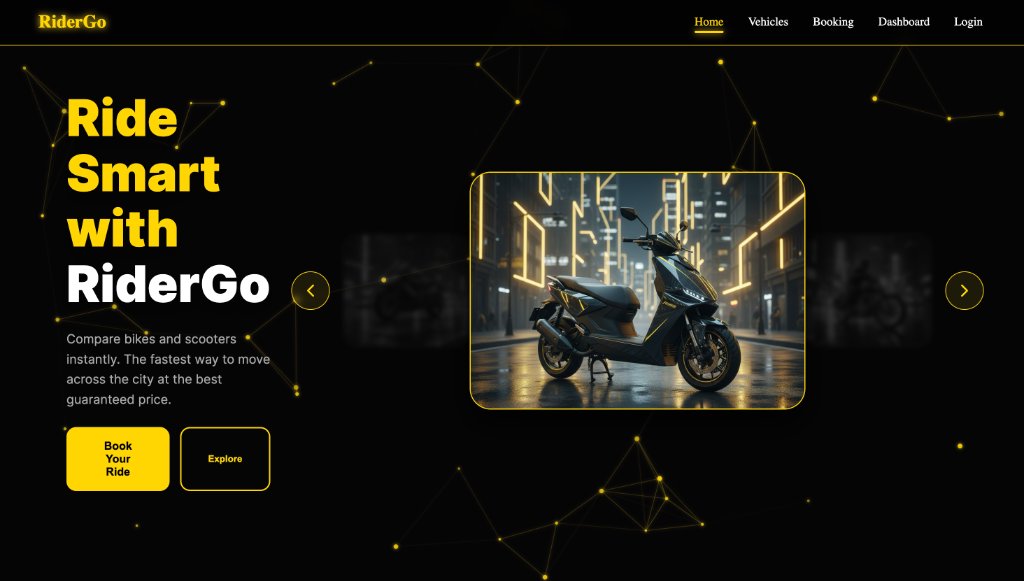 RiderGo
Home Vehicles Booking Dashboard Login
Ride
Smart
with
RiderGo
Compare bikes and scooters
instantly. The fastest way to move
across the city at the best
guaranteed price.
Book
Your
Ride
Explore